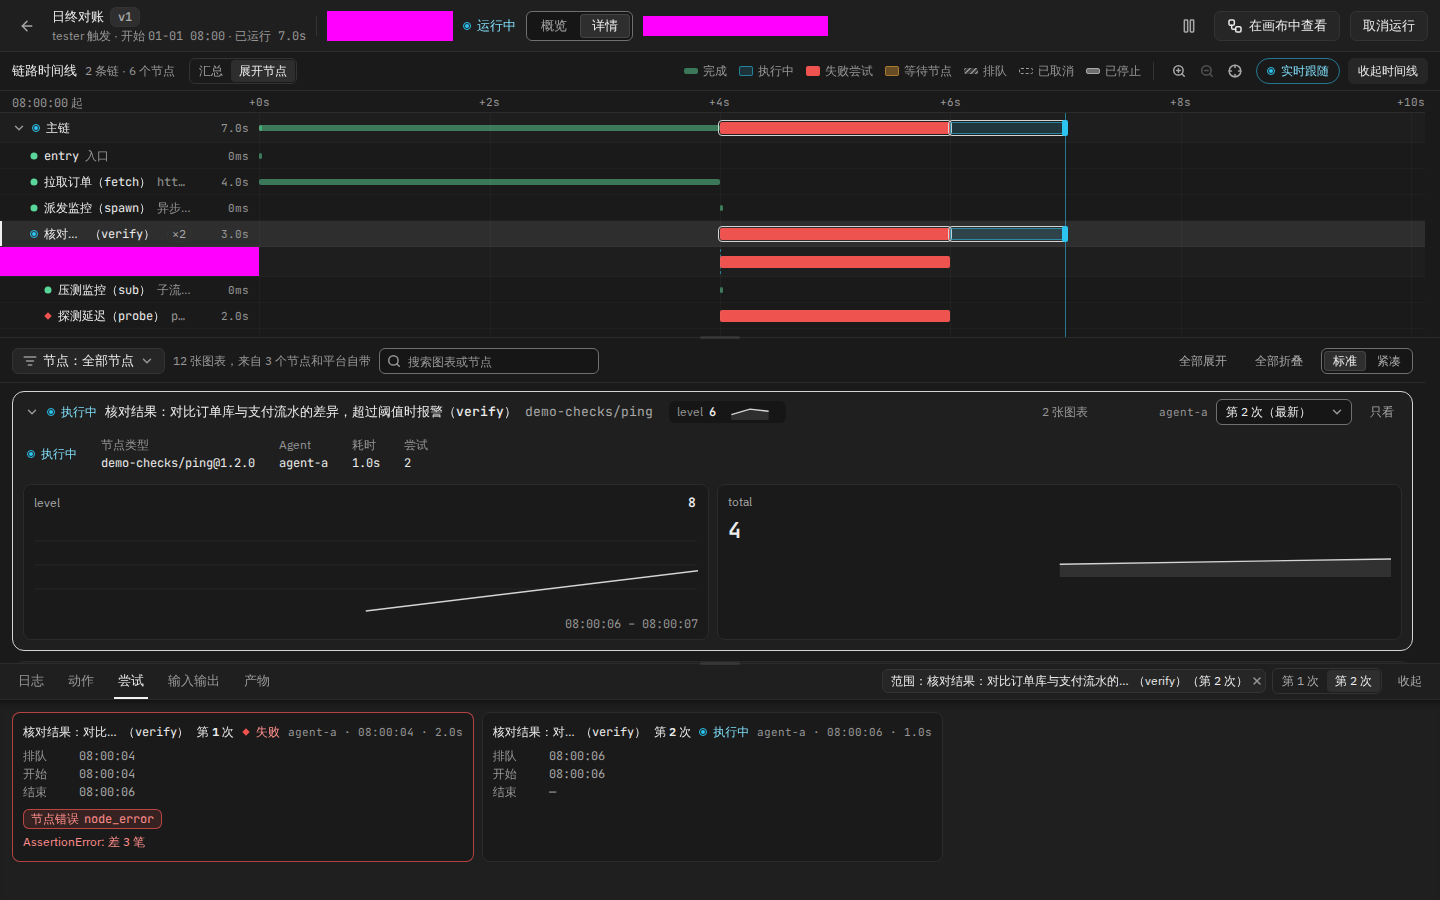 日终对账 v1
tester 触发 · 开始 01-01 08:00 · 已运行 7.0s
运行中
概览 详情
在画布中查看 取消运行
链路时间线 2 条链 · 6 个节点 汇总 展开节点
完成 执行中 失败尝试 等待节点 排队 已取消 已停止
实时跟随 收起时间线
08:00:00 起 +0s +2s +4s +6s +8s +10s
主链 7.0s
entry 入口 0ms
拉取订单（fetch） htt… 4.0s
派发监控（spawn） 异步… 0ms
核对… （verify） ×2 3.0s
压测监控（sub） 子流… 0ms
探测延迟（probe） p… 2.0s
节点：全部节点 12 张图表，来自 3 个节点和平台自带 搜索图表或节点 全部展开 全部折叠 标准 紧凑
执行中 核对结果：对比订单库与支付流水的差异，超过阈值时报警（verify） demo-checks/ping level 6 2 张图表 agent-a 第 2 次（最新） 只看
执行中
节点类型 Agent 耗时 尝试
demo-checks/ping@1.2.0 agent-a 1.0s 2
level 8
08:00:06 – 08:00:07
total
4
日志 动作 尝试 输入输出 产物
范围：核对结果：对比订单库与支付流水的… （verify）（第 2 次） 第 1 次 第 2 次 收起
核对结果：对比… （verify） 第 1 次 失败 agent-a · 08:00:04 · 2.0s
排队 08:00:04
开始 08:00:04
结束 08:00:06
节点错误 node_error
AssertionError: 差 3 笔
核对结果：对… （verify） 第 2 次 执行中 agent-a · 08:00:06 · 1.0s
排队 08:00:06
开始 08:00:06
结束 —